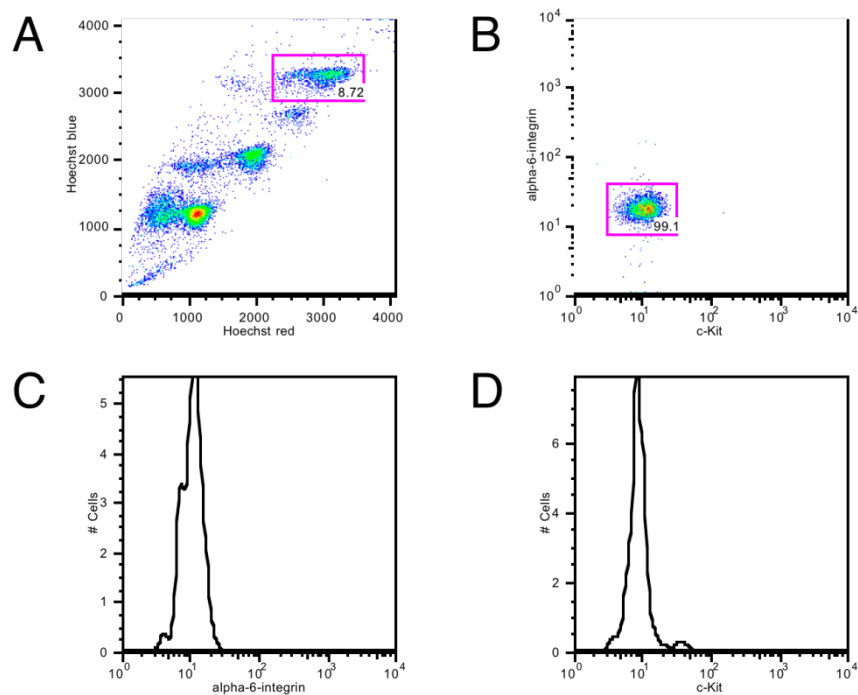 A
4000
3000
2000
1000
0
0 1000 2000 3000 4000
Hoechst blue
Hoechst red
8.72
B
10^4
10^3
10^2
10^1
10^0
10^0 10^1 10^2 10^3 10^4
alpha-6-integrin
c-Kit
99.1
C
5
4
3
2
1
0
10^0 10^1 10^2 10^3 10^4
# Cells
alpha-6-integrin
D
6
4
2
0
10^0 10^1 10^2 10^3 10^4
# Cells
c-Kit